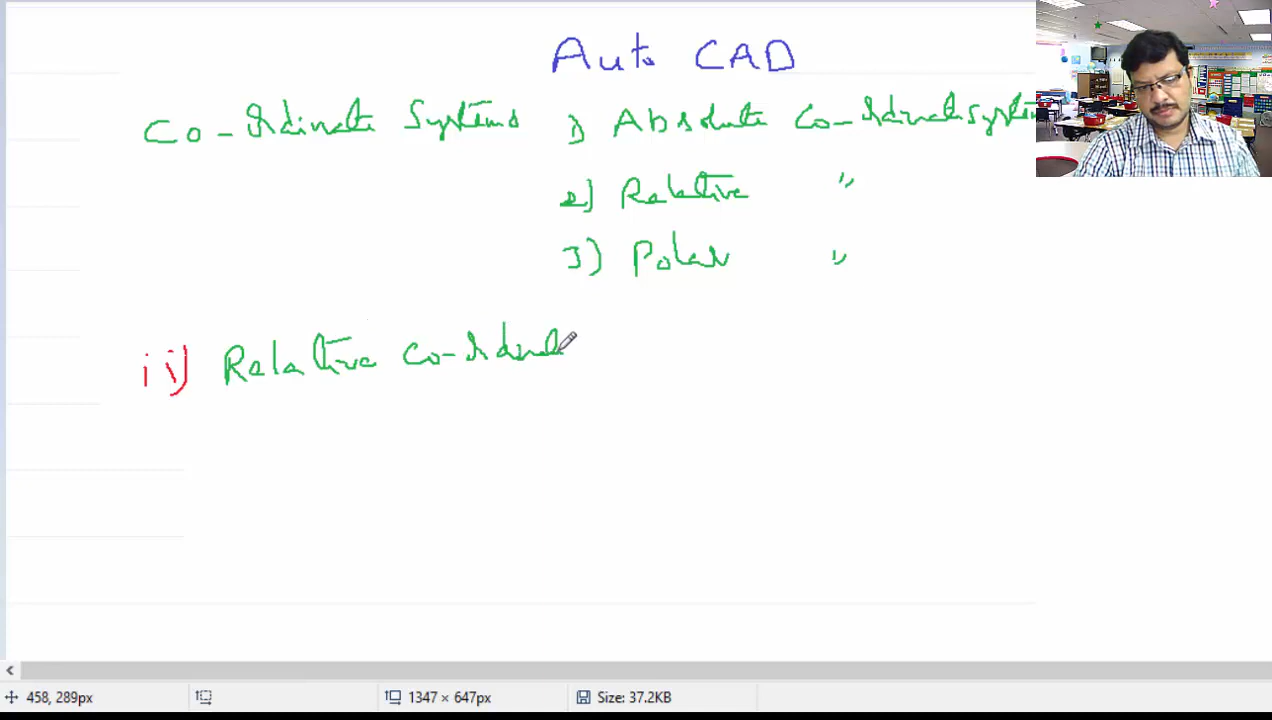 Auto CAD
Co-ordinate Systems 1) Absolute Co-ordinate System
2) Relative "
3) Polar "
ii) Relative Co-ordinate
458, 289px 1347 × 647px Size: 37.2KB